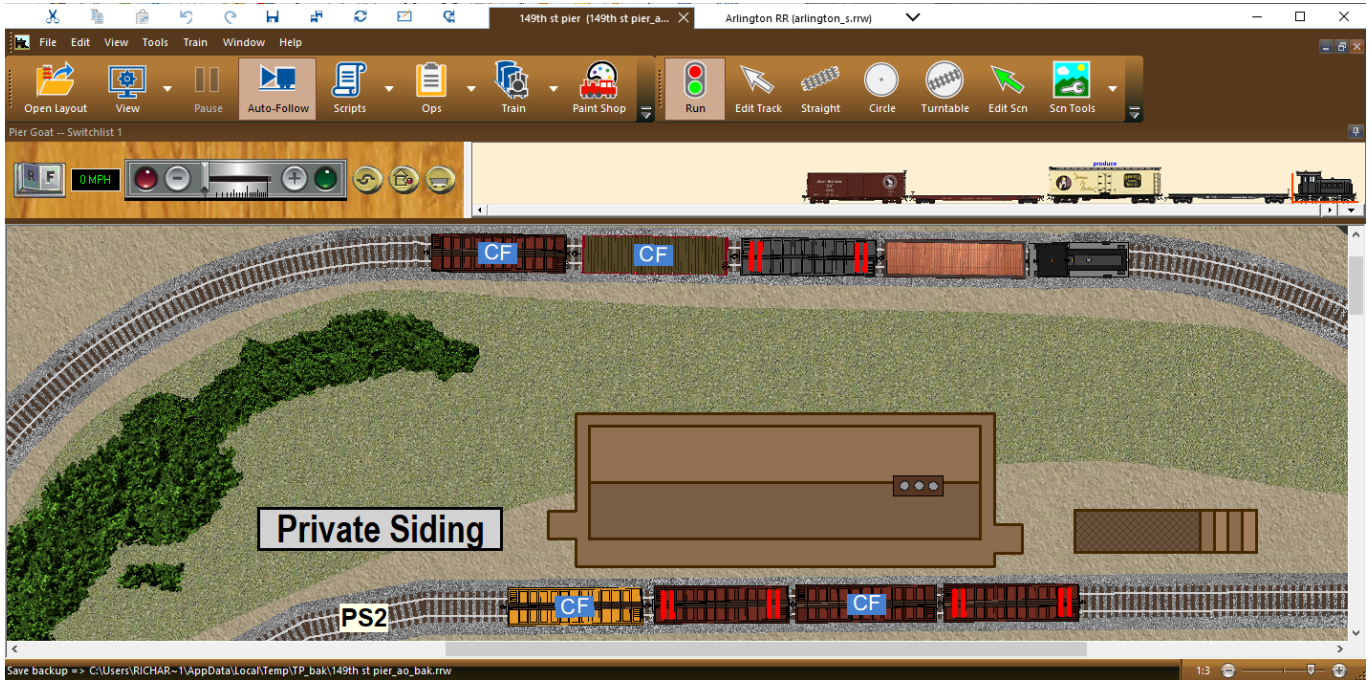 149th st pier (149th st pier_a...
Arlington RR (arlington_s.rrw)
File Edit View Tools Train Window Help
Open Layout View Pause Auto-Follow Scripts Ops Train Paint Shop Run Edit Track Straight Circle Turntable Edit Scn Scn Tools
Pier Goat -- Switchlist 1
R F
0 MPH
produce
CF CF
Private Siding
CF CF
PS2
Save backup => C:\Users\RICHAR~1\AppData\Local\Temp\TP_bak\149th st pier_ao_bak.rrw
1:3